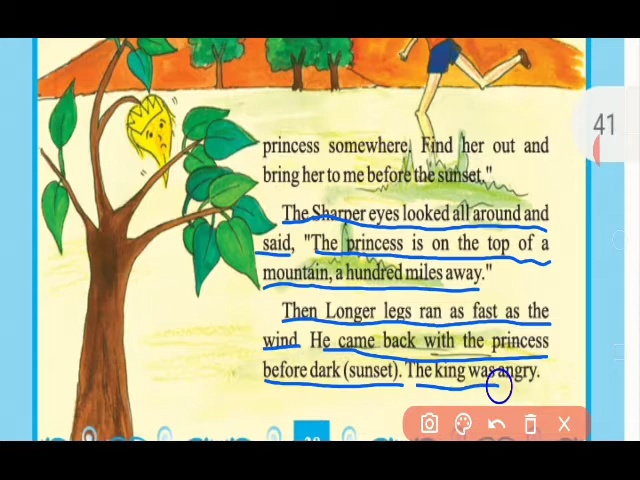 41
princess somewhere. Find her out and
bring her to me before the sunset."
The Sharper eyes looked all around and
said, "The princess is on the top of a
mountain, a hundred miles away."
Then Longer legs ran as fast as the
wind. He came back with the princess
before dark (sunset). The king was angry.